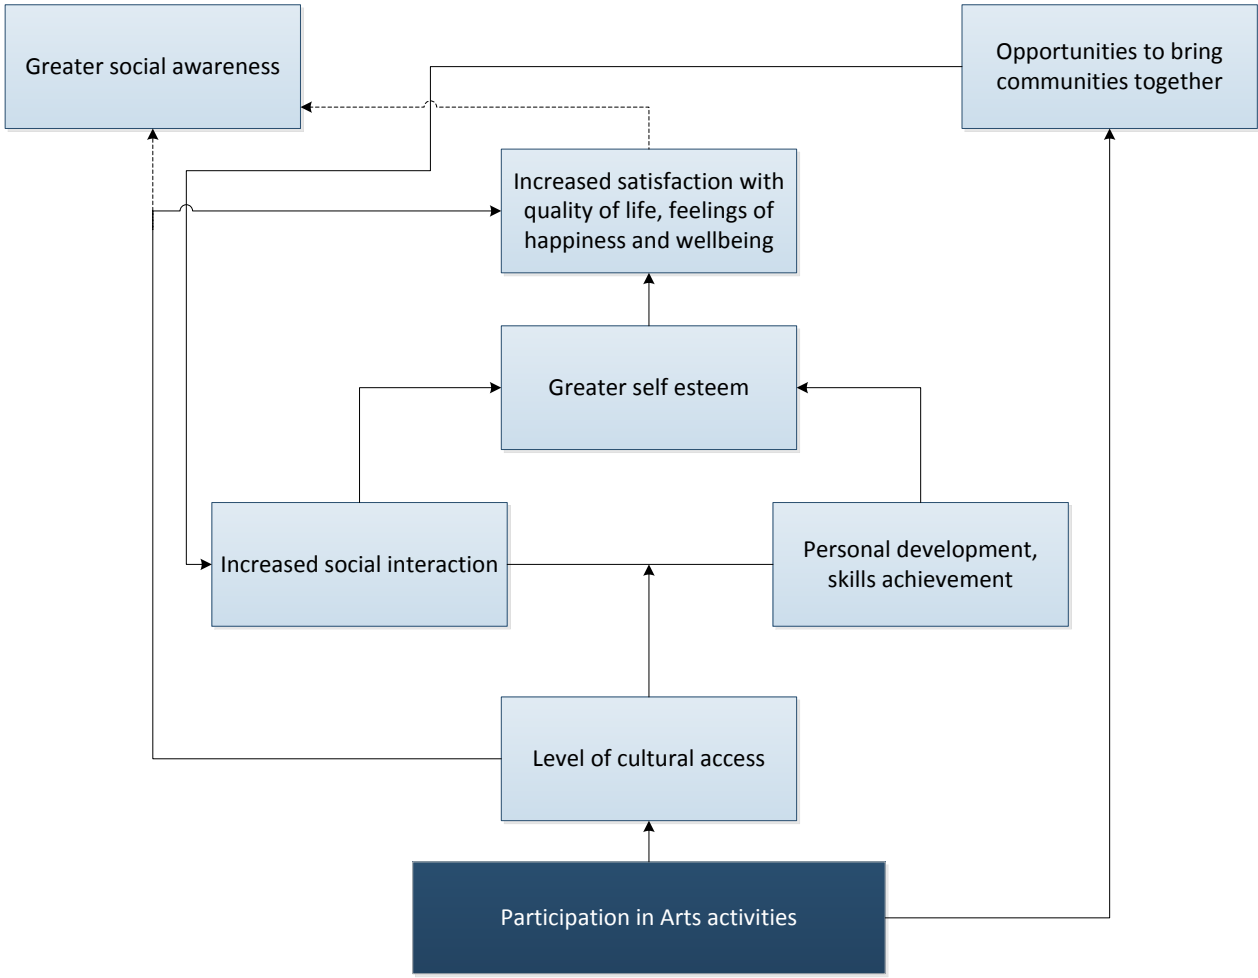 Greater social awareness
Opportunities to bring
communities together
Increased satisfaction with
quality of life, feelings of
happiness and wellbeing
Greater self esteem
Increased social interaction
Personal development,
skills achievement
Level of cultural access
Participation in Arts activities